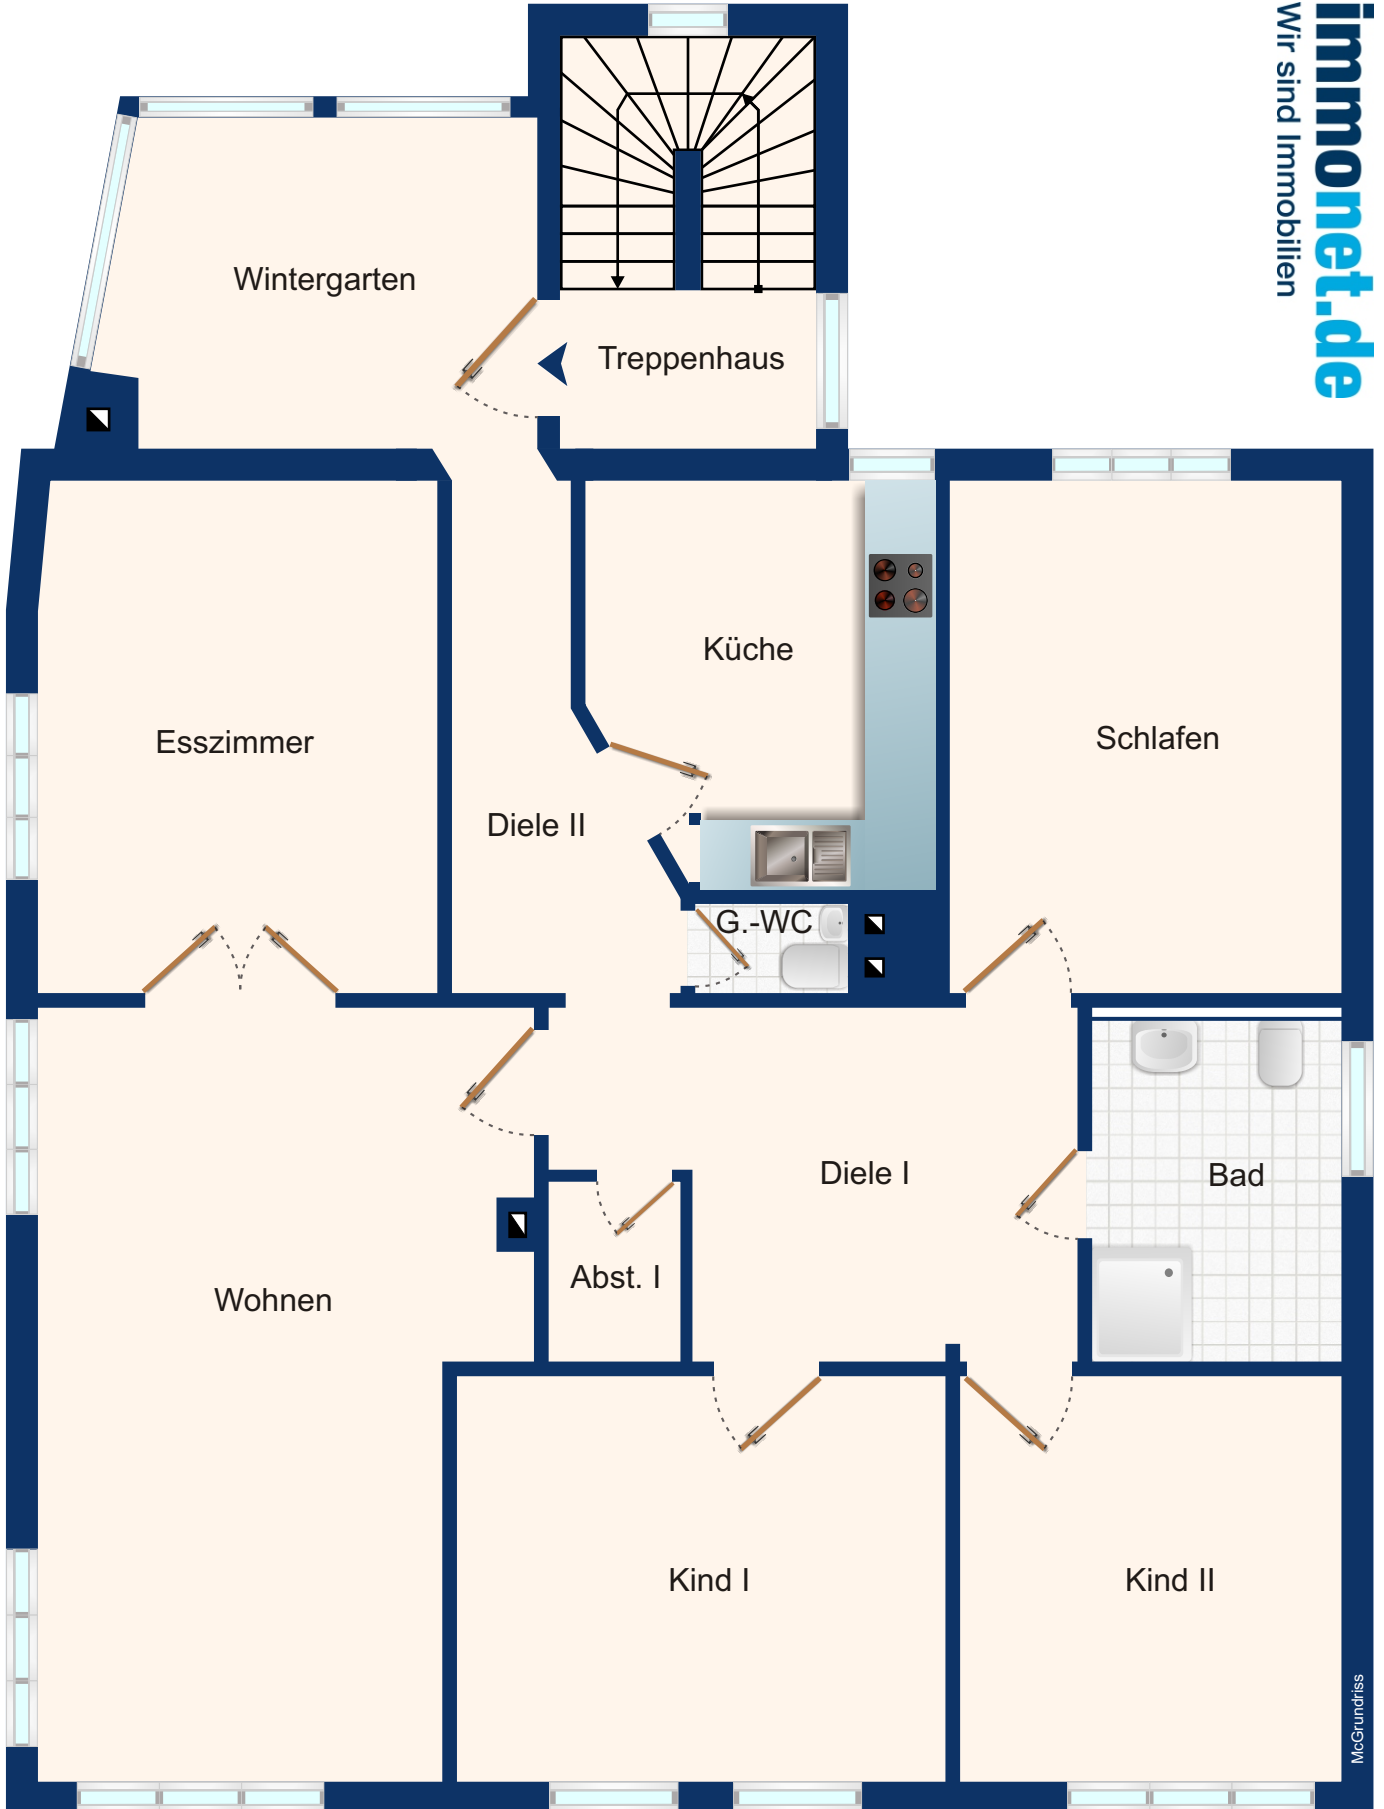 immonet.de
Wir sind Immobilien
Wintergarten
Treppenhaus
Küche
Esszimmer
Schlafen
Diele II
G.-WC
Diele I
Bad
Abst. I
Wohnen
Kind I
Kind II
McGrundriss